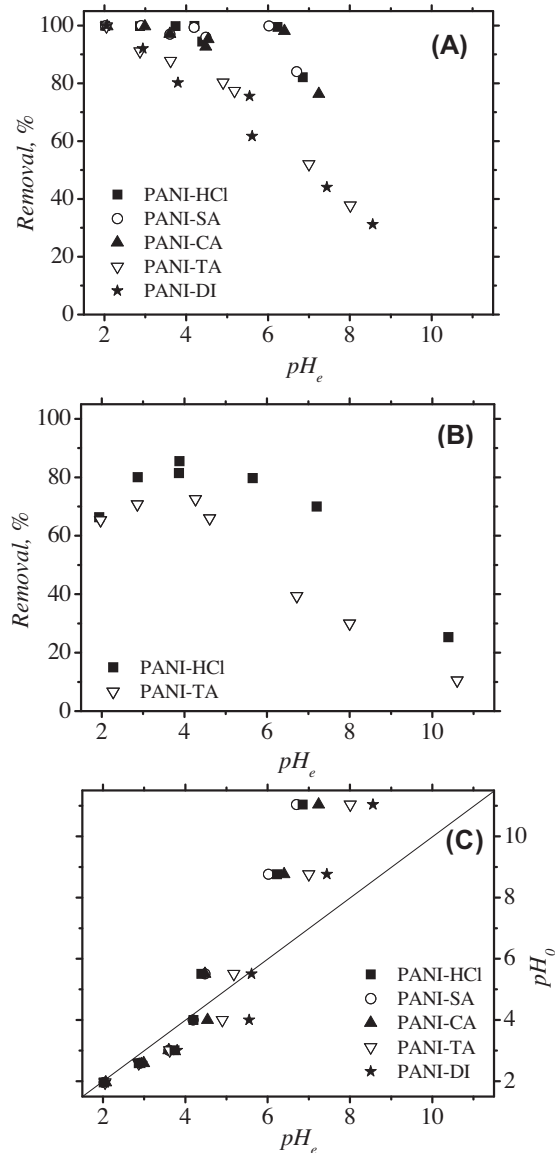 (A)
100
80
60
40
20
0
Removal, %
PANI-HCl
PANI-SA
PANI-CA
PANI-TA
PANI-DI
2 4 6 8 10
pHe
(B)
100
80
60
40
20
0
Removal, %
PANI-HCl
PANI-TA
2 4 6 8 10
pHe
(C)
10
8
6
4
2
pH0
PANI-HCl
PANI-SA
PANI-CA
PANI-TA
PANI-DI
2 4 6 8 10
pHe